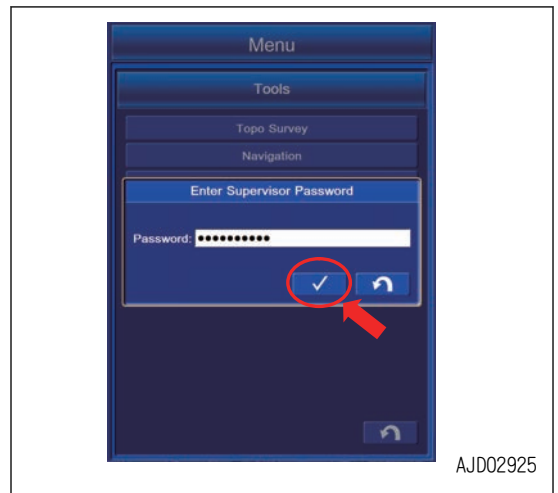 Menu
Tools
Topo Survey
Navigation
Enter Supervisor Password
Password: ●●●●●●●●●●
AJD02925